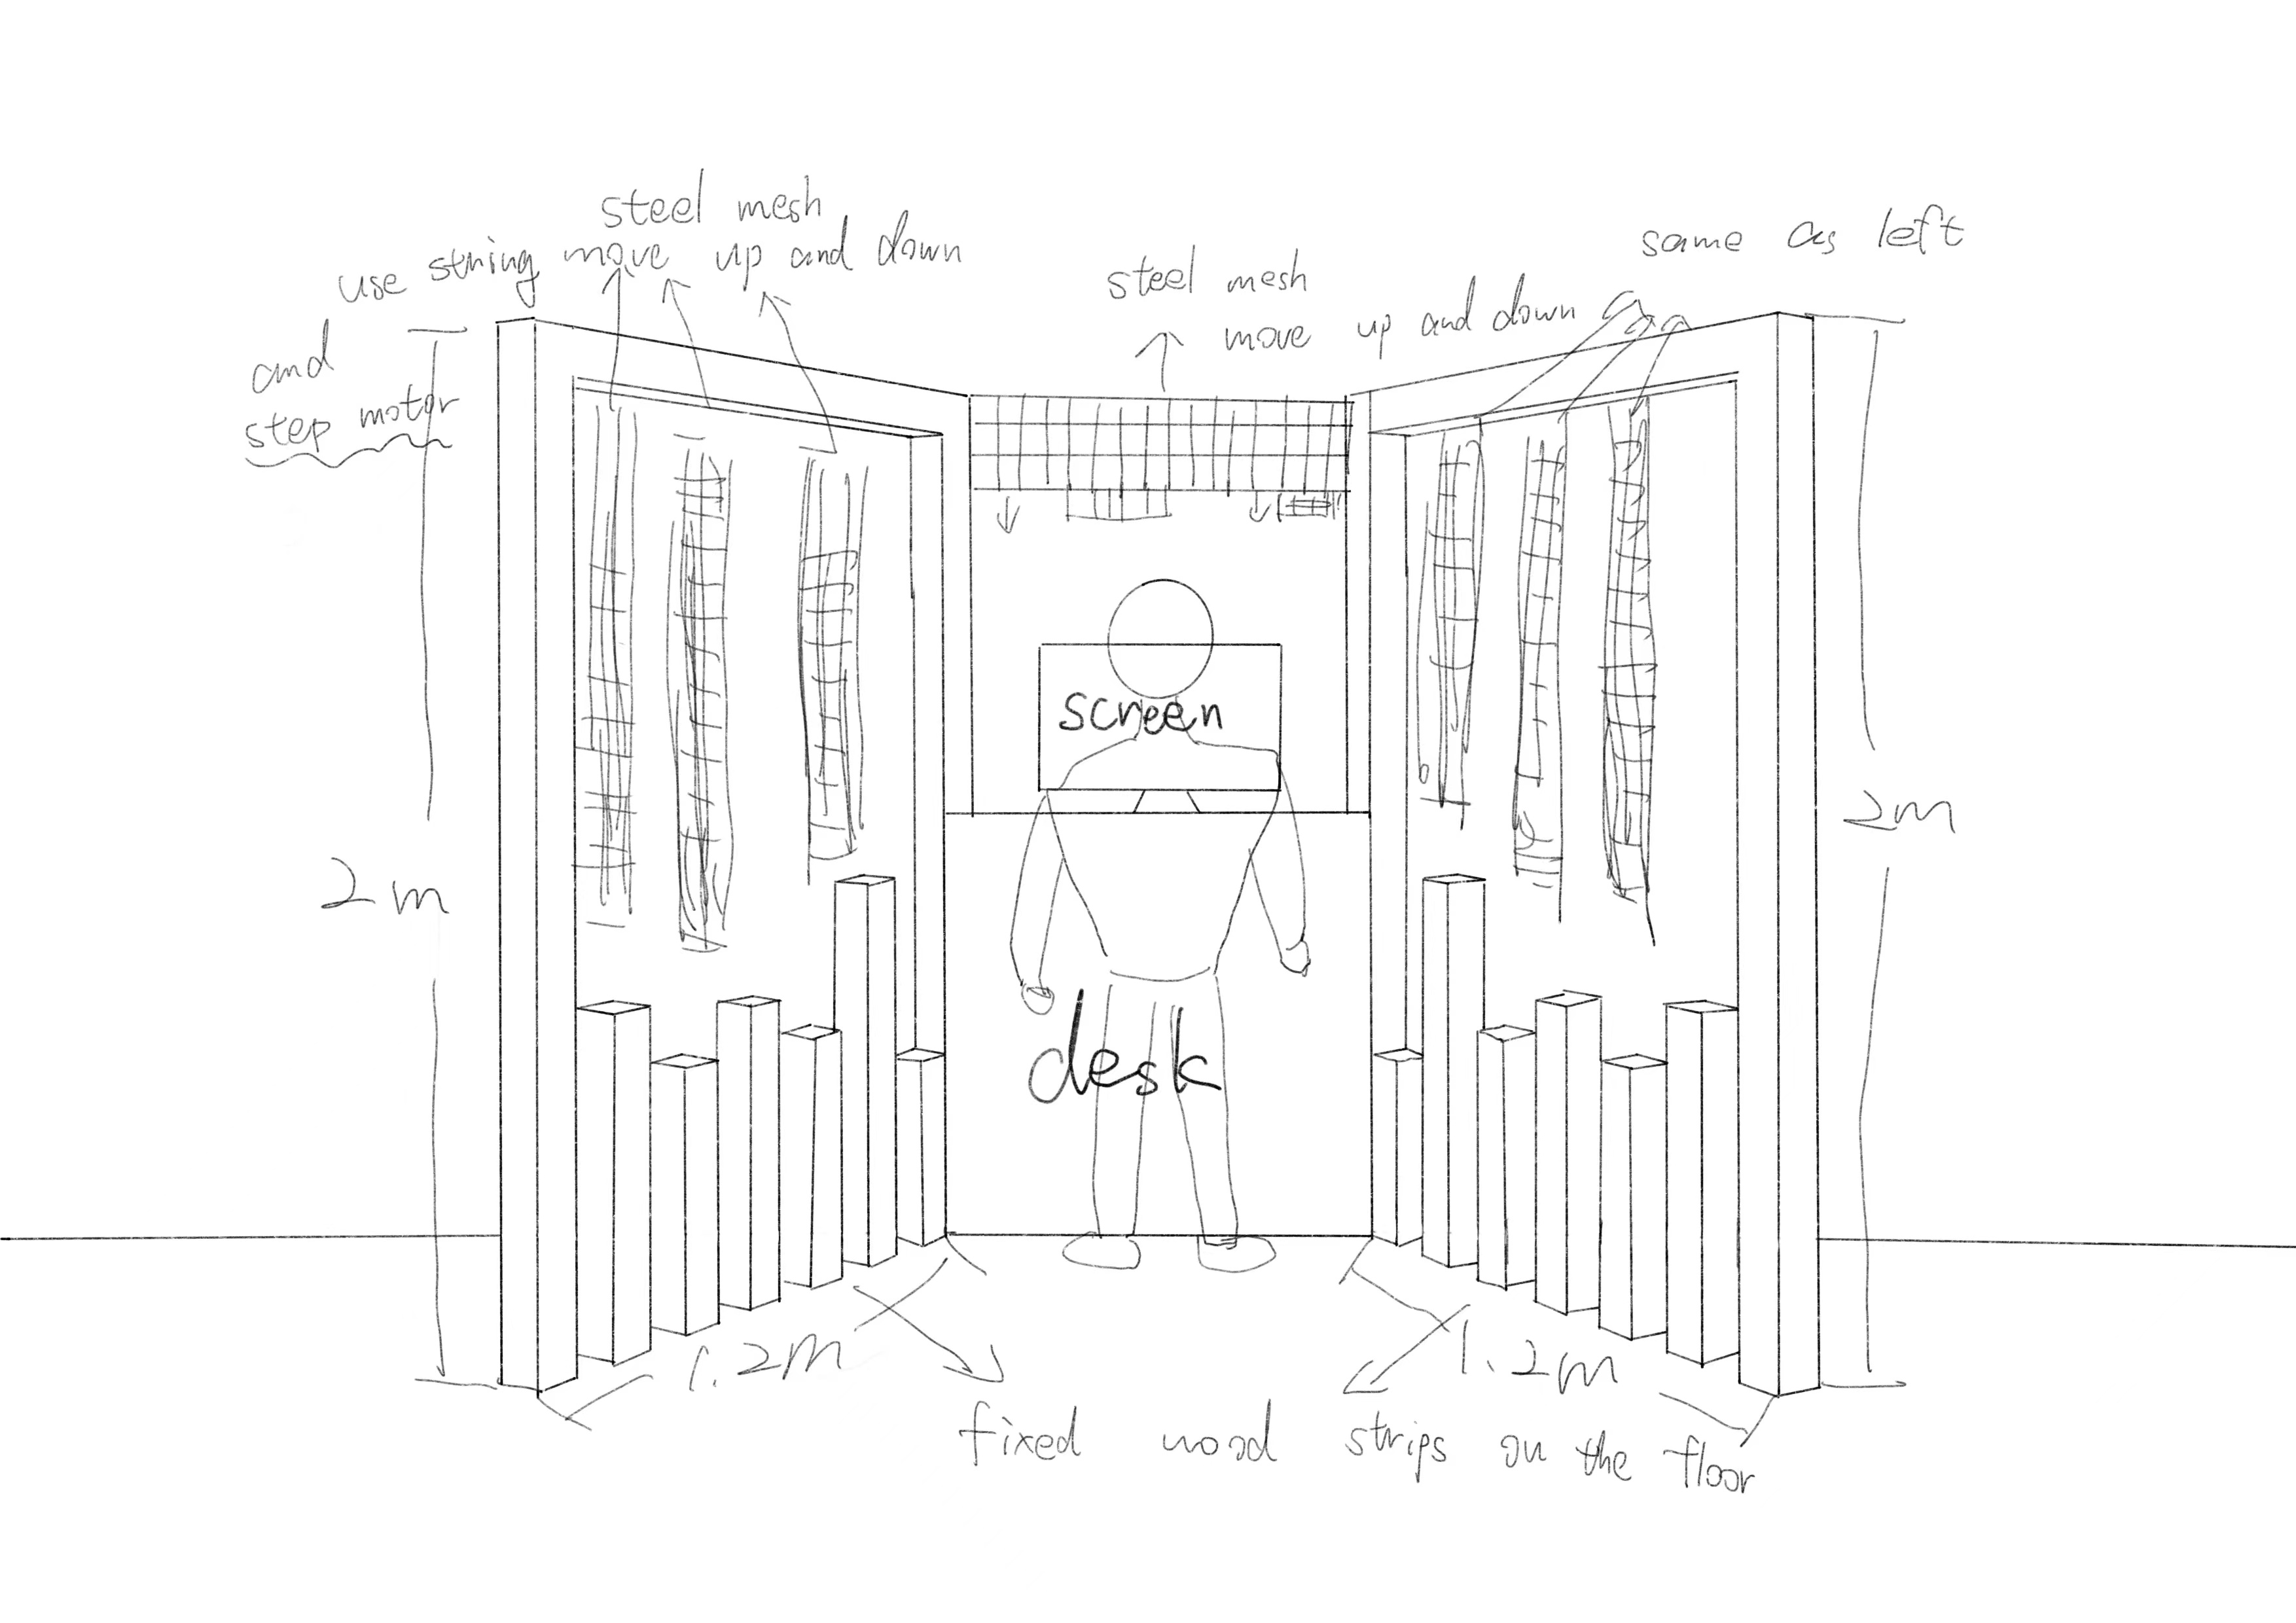 steel mesh
use string move up and down
and
step motor
steel mesh
move up and down
same as left
screen
2m
2m
desk
1.2m
1.2m
fixed wood strips on the floor